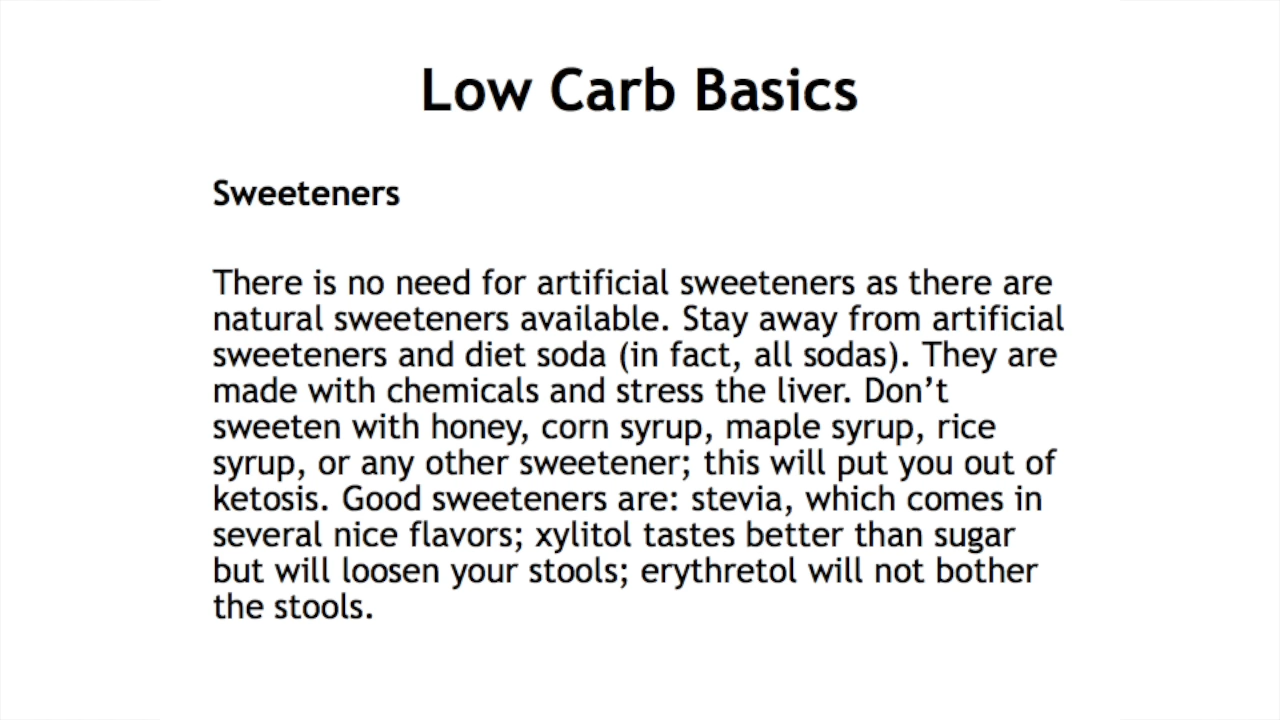 Low Carb Basics
Sweeteners
There is no need for artificial sweeteners as there are
natural sweeteners available. Stay away from artificial
sweeteners and diet soda (in fact, all sodas). They are
made with chemicals and stress the liver. Don’t
sweeten with honey, corn syrup, maple syrup, rice
syrup, or any other sweetener; this will put you out of
ketosis. Good sweeteners are: stevia, which comes in
several nice flavors; xylitol tastes better than sugar
but will loosen your stools; erythretol will not bother
the stools.